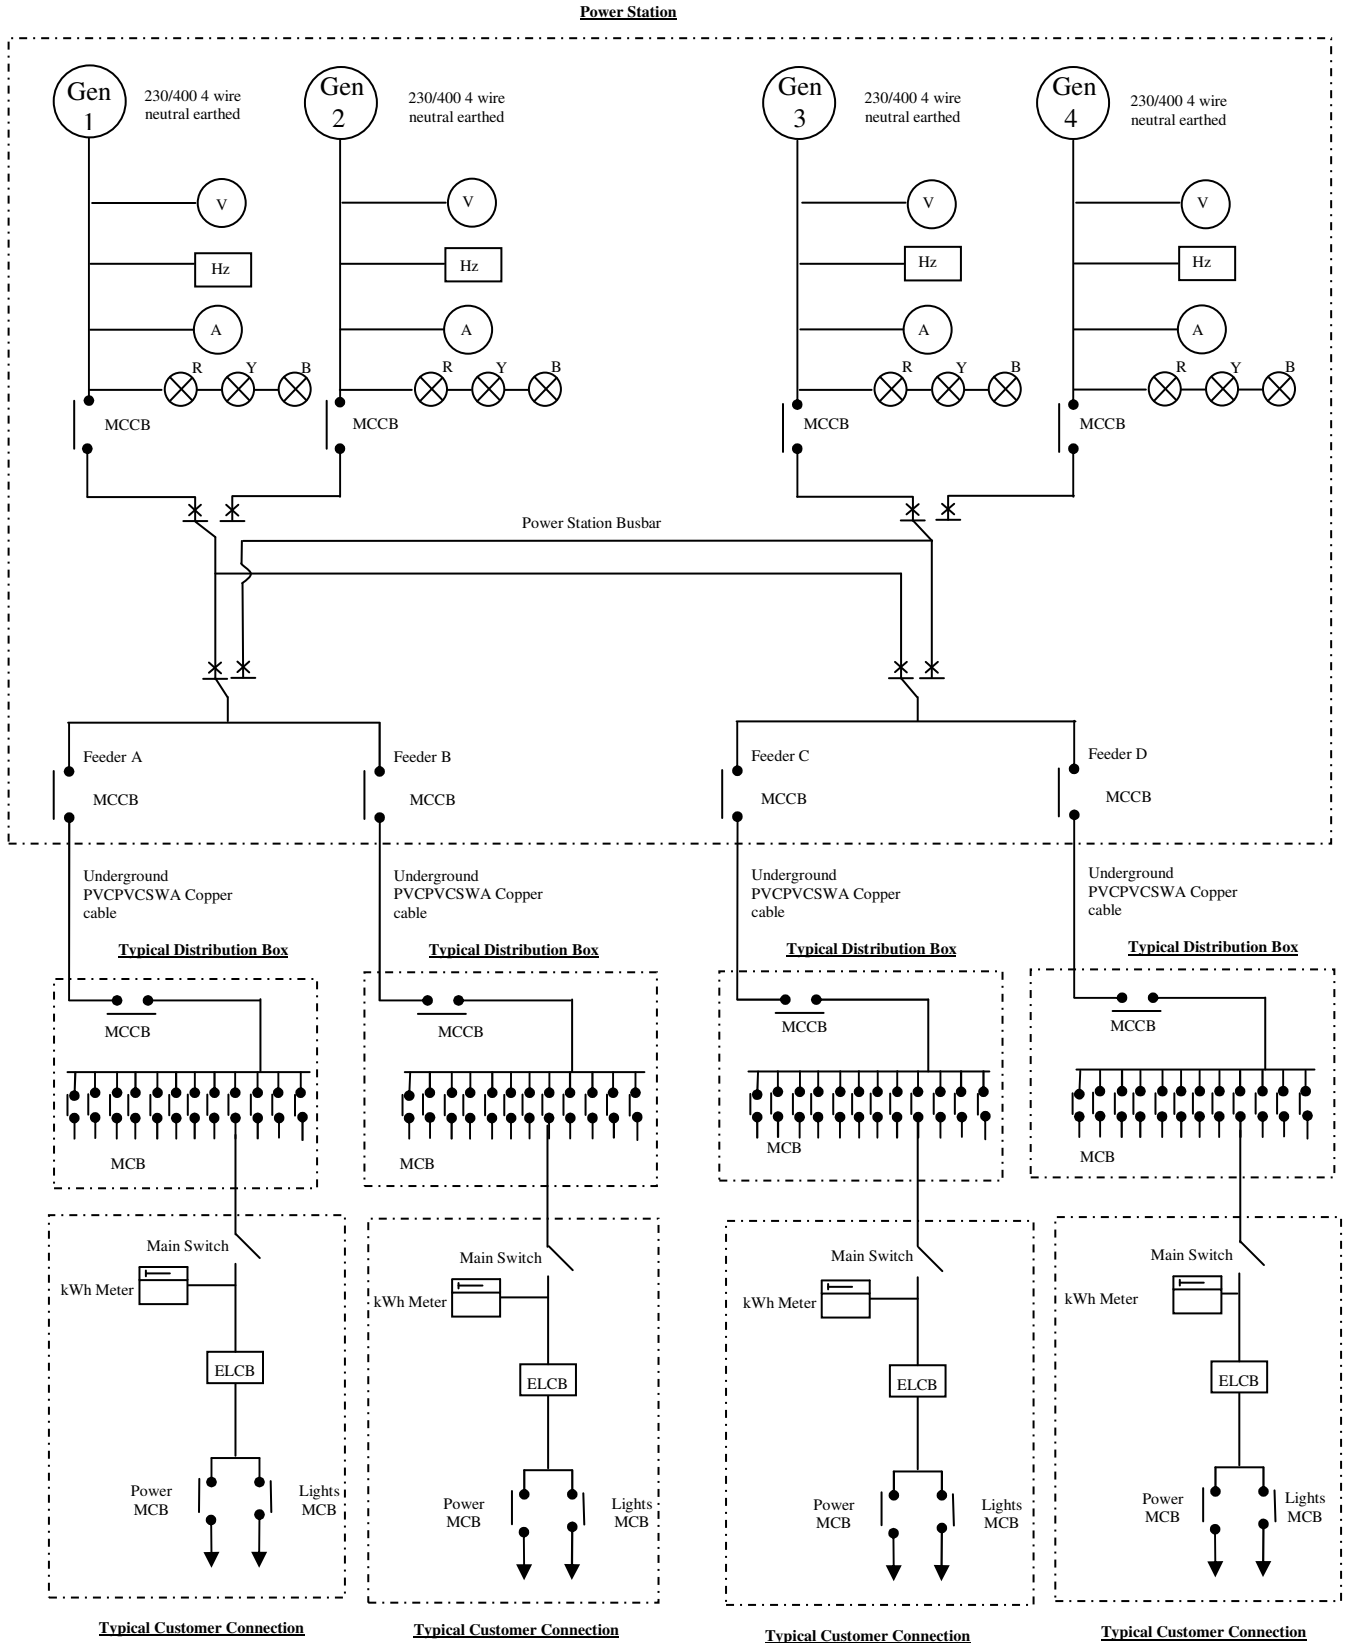 Power Station
Gen
1
230/400 4 wire
neutral earthed
Gen
2
230/400 4 wire
neutral earthed
Gen
3
230/400 4 wire
neutral earthed
Gen
4
230/400 4 wire
neutral earthed
V
V
V
V
Hz
Hz
Hz
Hz
A
A
A
A
R Y B
R Y B
R Y B
R Y B
MCCB
MCCB
MCCB
MCCB
Power Station Busbar
Feeder A
MCCB
Feeder B
MCCB
Feeder C
MCCB
Feeder D
MCCB
Underground
PVCPVCSWA Copper
cable
Underground
PVCPVCSWA Copper
cable
Underground
PVCPVCSWA Copper
cable
Underground
PVCPVCSWA Copper
cable
Typical Distribution Box
Typical Distribution Box
Typical Distribution Box
Typical Distribution Box
MCCB
MCCB
MCCB
MCCB
MCB
MCB
MCB
MCB
Main Switch
kWh Meter
ELCB
Power
MCB
Lights
MCB
Main Switch
kWh Meter
ELCB
Power
MCB
Lights
MCB
Main Switch
kWh Meter
ELCB
Power
MCB
Lights
MCB
Main Switch
kWh Meter
ELCB
Power
MCB
Lights
MCB
Typical Customer Connection
Typical Customer Connection
Typical Customer Connection
Typical Customer Connection